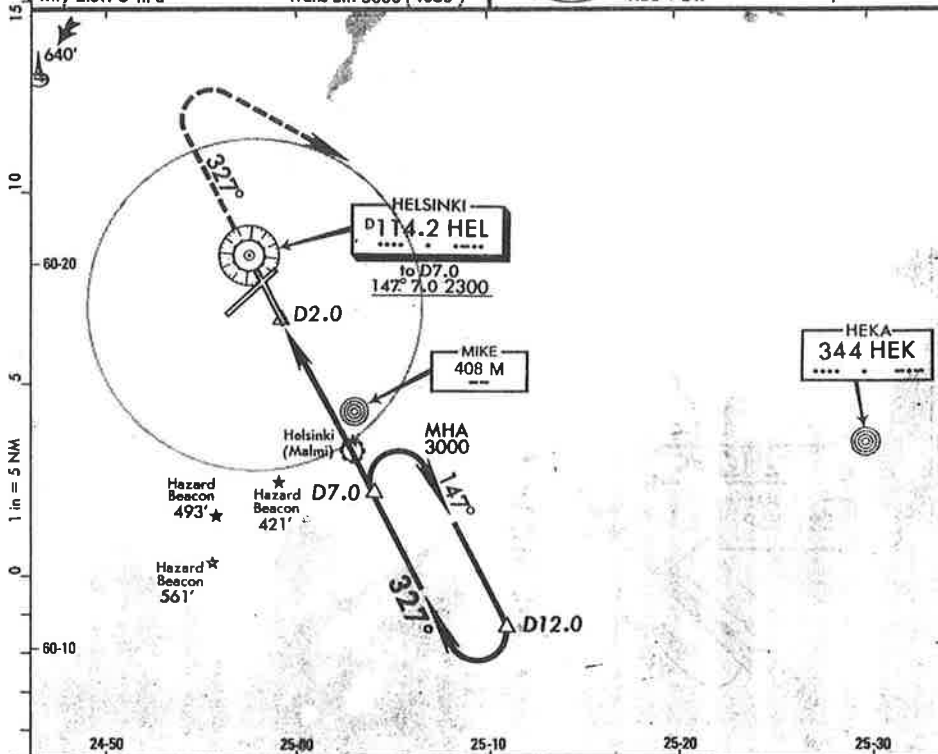 15
640'
327°
10
HELSINKI
D114.2 HEL
.... . .-..
to D7.0
147° 7.0 2300
60-20
D2.0
MIKE
408 M
--
HEKA
344 HEK
.... . -.-
5
Helsinki
(Malmi)
MHA
3000
147°
D7.0
Hazard
Beacon
493'
Hazard
Beacon
421'
Hazard
Beacon
561'
1 in = 5 NM
0
327°
D12.0
60-10
24-50
25-00
25-10
25-20
25-30